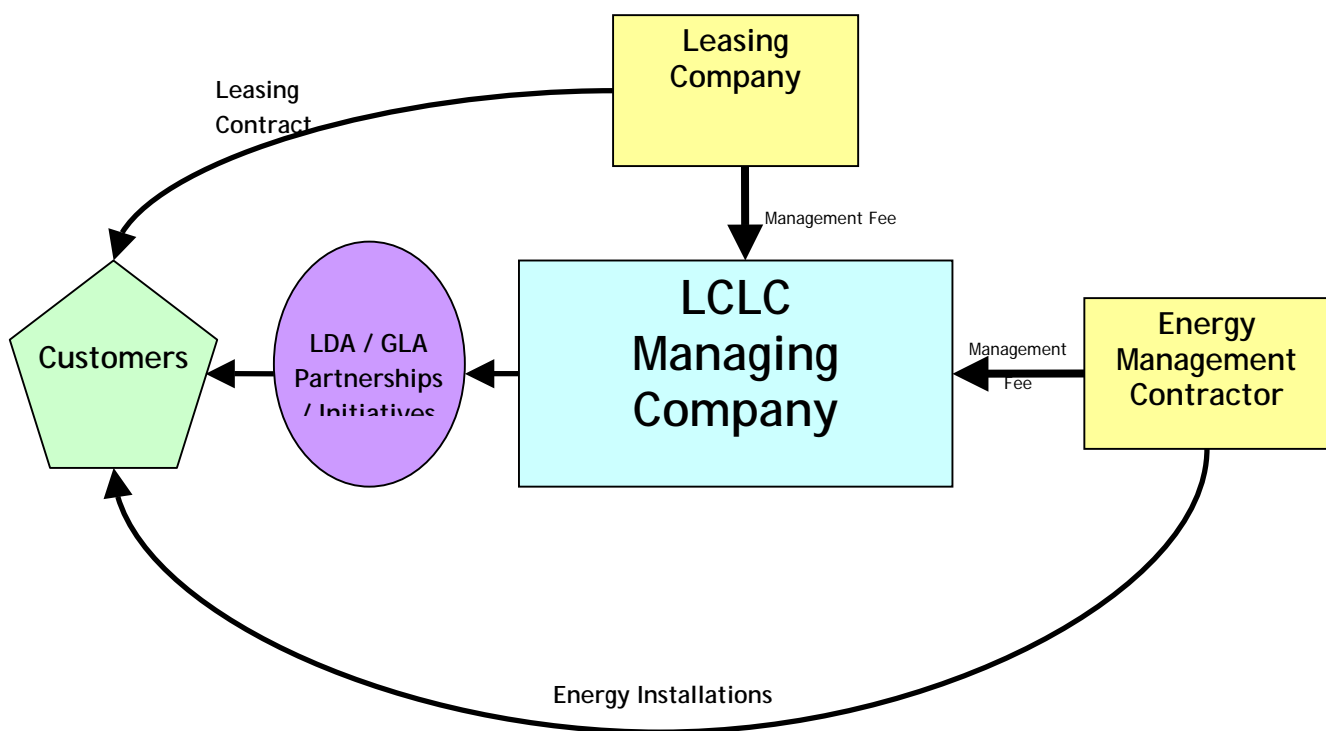 Leasing
Company
Leasing
Contract
Management Fee
LCLC
Managing
Company
Energy
Management
Contractor
Management
Fee
LDA / GLA
Partnerships
/ Initiatives
Customers
Energy Installations